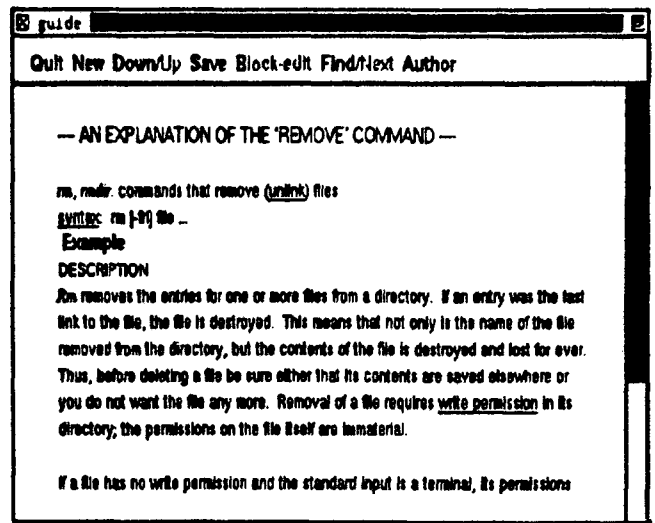 guide
Quit New Down/Up Save Block-edit Find/Next Author
— AN EXPLANATION OF THE 'REMOVE' COMMAND —
rm, rmdir: commands that remove (unlink) files
syntax: rm [-fri] file ...
Example
DESCRIPTION
Rm removes the entries for one or more files from a directory. If an entry was the last
link to the file, the file is destroyed. This means that not only is the name of the file
removed from the directory, but the contents of the file is destroyed and lost for ever.
Thus, before deleting a file be sure either that its contents are saved elsewhere or
you do not want the file any more. Removal of a file requires write permission in its
directory; the permissions on the file itself are immaterial.
If a file has no write permission and the standard input is a terminal, its permissions